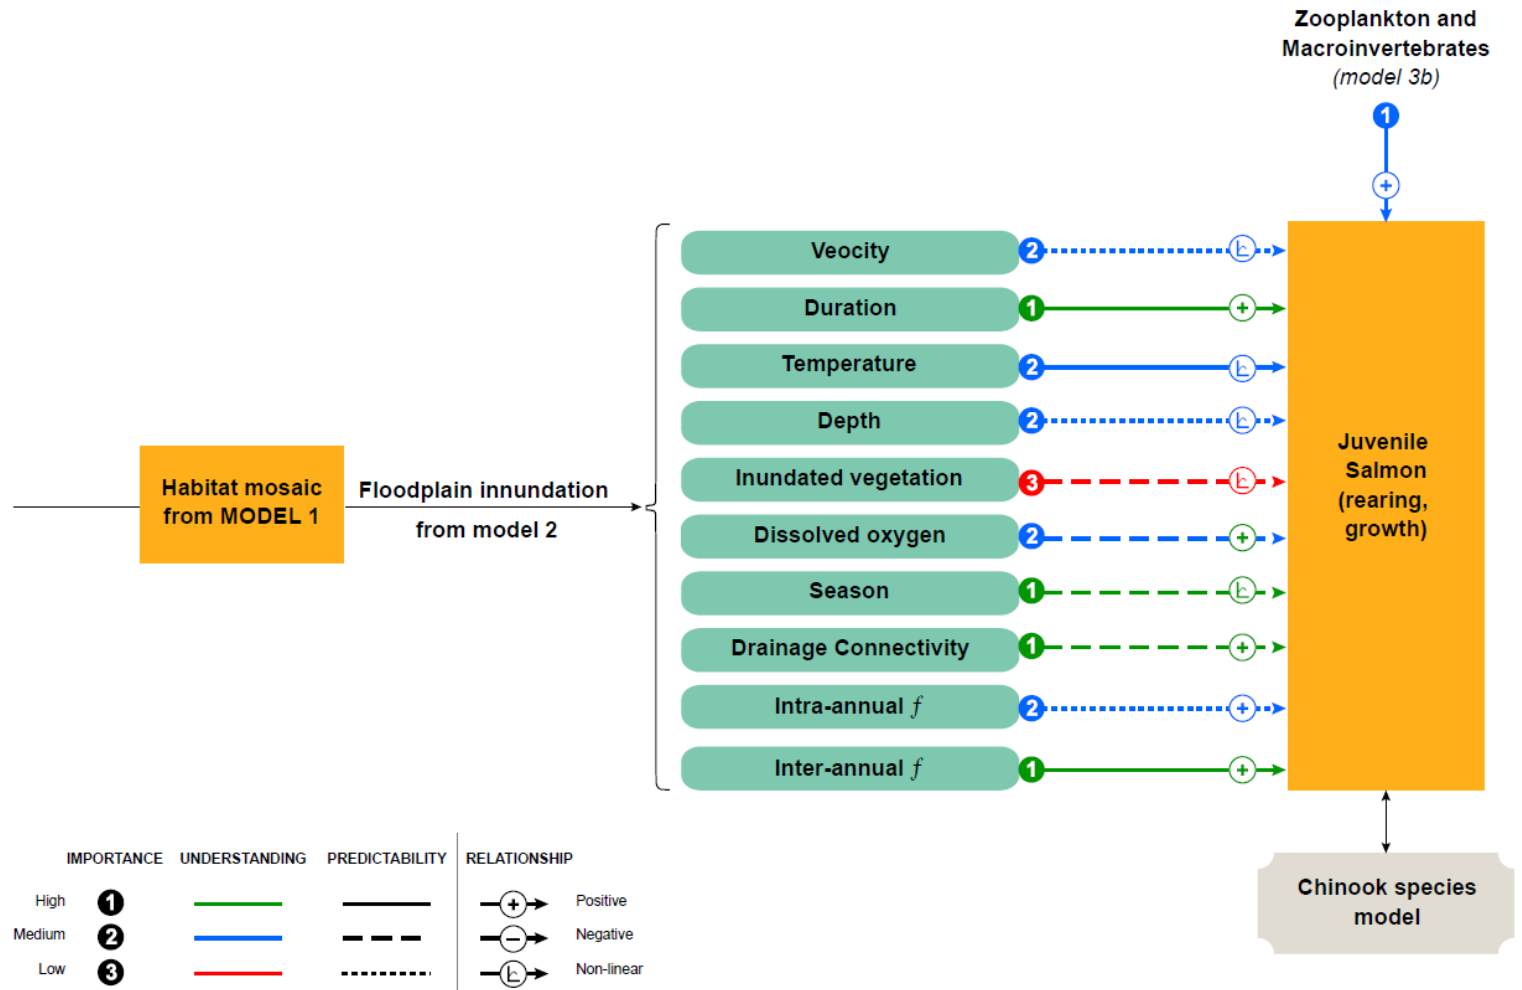 Zooplankton and
Macroinvertebrates
(model 3b)
1
+
Veocity
2
Duration
1
+
Temperature
2
Depth
2
Inundated vegetation
3
Dissolved oxygen
2
+
Season
1
Drainage Connectivity
1
+
Intra-annual f
2
+
Inter-annual f
1
+
Habitat mosaic
from MODEL 1
Floodplain innundation
from model 2
Juvenile
Salmon
(rearing,
growth)
Chinook species
model
IMPORTANCE UNDERSTANDING PREDICTABILITY RELATIONSHIP
High 1 + Positive
Medium 2 − Negative
Low 3 Non-linear